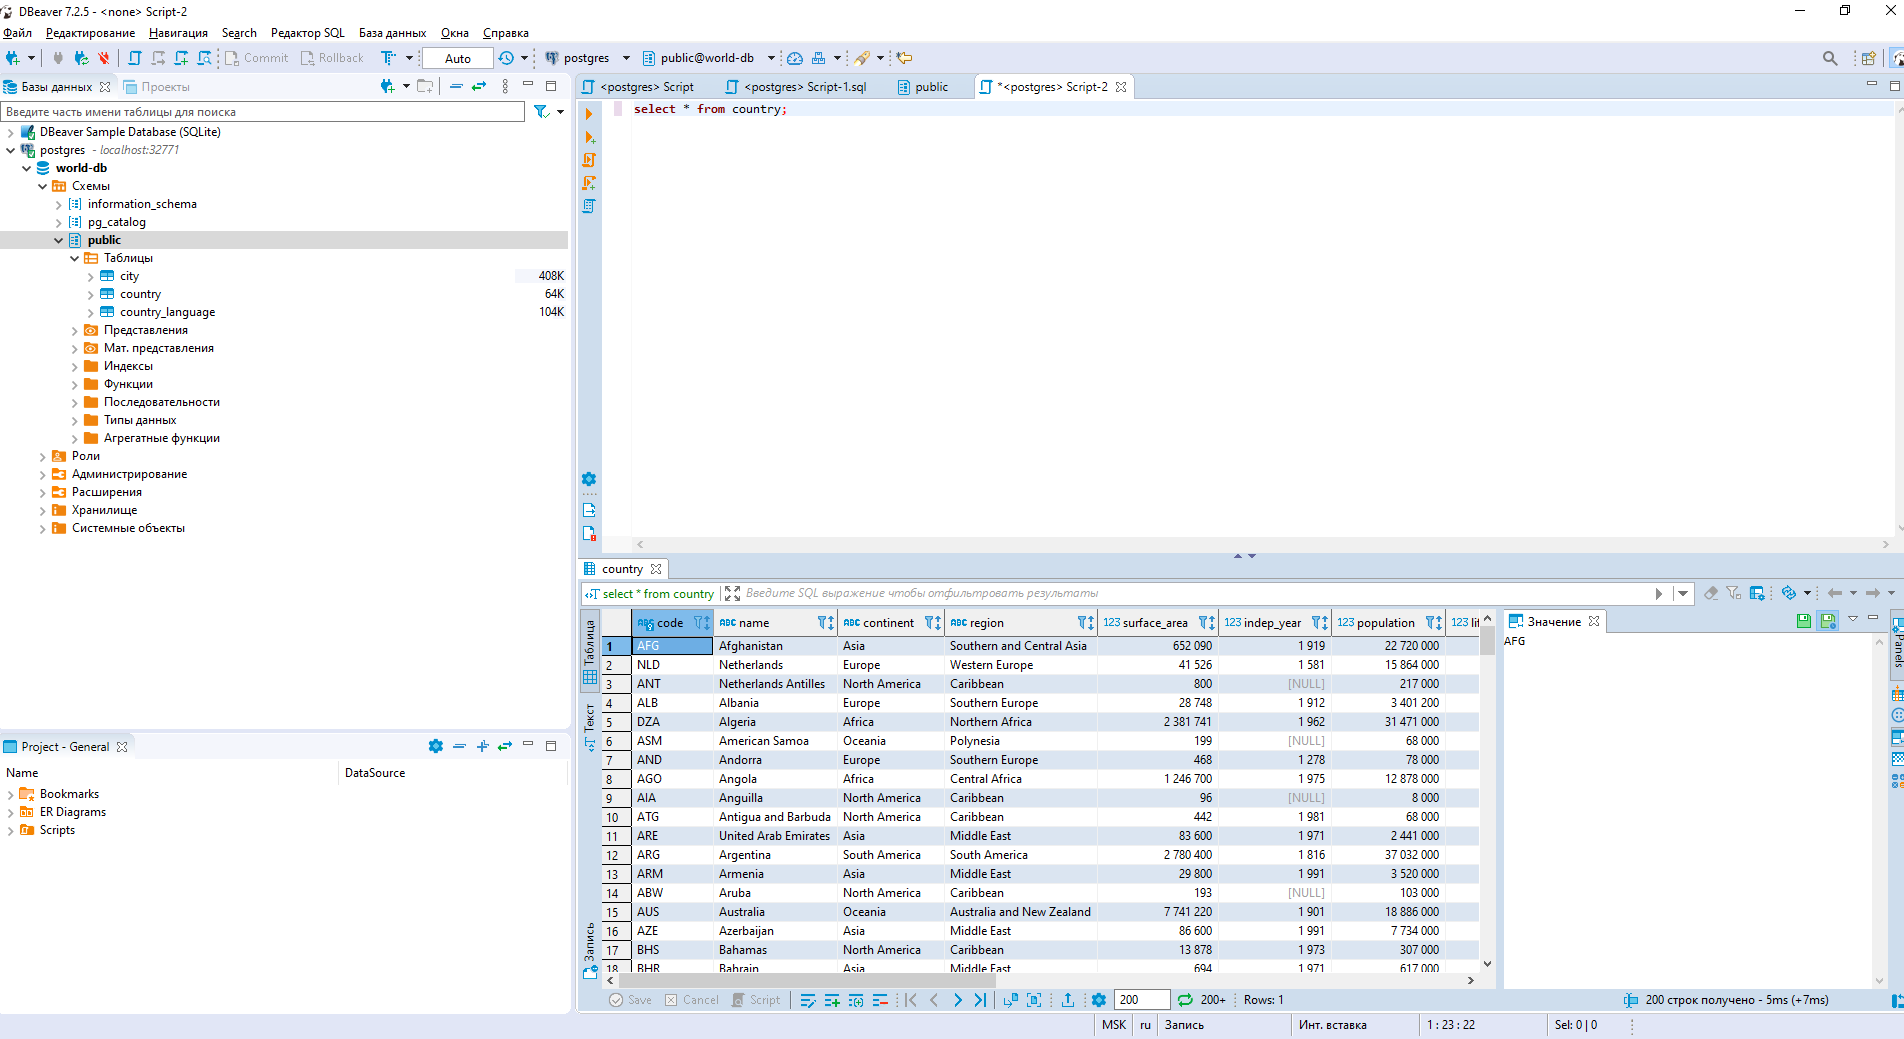 DBeaver 7.2.5 - <none> Script-2
Файл Редактирование Навигация Search Редактор SQL База данных Окна Справка
Commit Rollback Auto postgres public@world-db
Базы данных Проекты
Введите часть имени таблицы для поиска
DBeaver Sample Database (SQLite)
postgres - localhost:32771
world-db
Схемы
information_schema
pg_catalog
public
Таблицы
city 408K
country 64K
country_language 104K
Представления
Мат. представления
Индексы
Функции
Последовательности
Типы данных
Агрегатные функции
Роли
Администрирование
Расширения
Хранилище
Системные объекты
Project - General
Name DataSource
Bookmarks
ER Diagrams
Scripts
<postgres> Script <postgres> Script-1.sql public *<postgres> Script-2
select * from country;
country
select * from country Введите SQL выражение чтобы отфильтровать результаты
Таблица
Текст
Запись
ABC code ABC name ABC continent ABC region 123 surface_area 123 indep_year 123 population 123 lif
1 AFG Afghanistan Asia Southern and Central Asia 652 090 1 919 22 720 000
2 NLD Netherlands Europe Western Europe 41 526 1 581 15 864 000
3 ANT Netherlands Antilles North America Caribbean 800 [NULL] 217 000
4 ALB Albania Europe Southern Europe 28 748 1 912 3 401 200
5 DZA Algeria Africa Northern Africa 2 381 741 1 962 31 471 000
6 ASM American Samoa Oceania Polynesia 199 [NULL] 68 000
7 AND Andorra Europe Southern Europe 468 1 278 78 000
8 AGO Angola Africa Central Africa 1 246 700 1 975 12 878 000
9 AIA Anguilla North America Caribbean 96 [NULL] 8 000
10 ATG Antigua and Barbuda North America Caribbean 442 1 981 68 000
11 ARE United Arab Emirates Asia Middle East 83 600 1 971 2 441 000
12 ARG Argentina South America South America 2 780 400 1 816 37 032 000
13 ARM Armenia Asia Middle East 29 800 1 991 3 520 000
14 ABW Aruba North America Caribbean 193 [NULL] 103 000
15 AUS Australia Oceania Australia and New Zealand 7 741 220 1 901 18 886 000
16 AZE Azerbaijan Asia Middle East 86 600 1 991 7 734 000
17 BHS Bahamas North America Caribbean 13 878 1 973 307 000
18 BHR Bahrain Asia Middle East 694 1 971 617 000
Значение
AFG
Panels
Save Cancel Script 200 200+ Rows: 1 200 строк получено - 5ms (+7ms)
MSK ru Запись Инт. вставка 1 : 23 : 22 Sel: 0 | 0